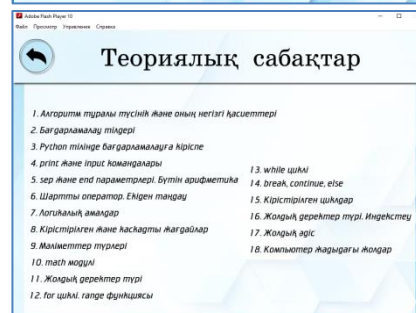 Adobe Flash Player 10
Файл Просмотр Управление Справка
Теориялық сабақтар
1. Алгоритм туралы түсінік және оның негізгі қасиеттері
2. Бағдарламалау тілдері
3. Python тілінде бағдарламалауға кіріспе
4. print және input командалары
5. sep және end параметрлері. Бүтін арифметика
6. Шартты оператор. Екіден таңдау
7. Логикалық амалдар
8. Кірістірілген және каскадты жағдайлар
9. Мәліметтер түрлері
10. math модулі
11. Жолдық деректер түрі
12. for циклі. range функциясы
13. while циклі
14. break, continue, else
15. Кірістірілген циклдар
16. Жолдық деректер түрі. Индекстеу
17. Жолдық әдіс
18. Компьютер жадыдағы жолдар